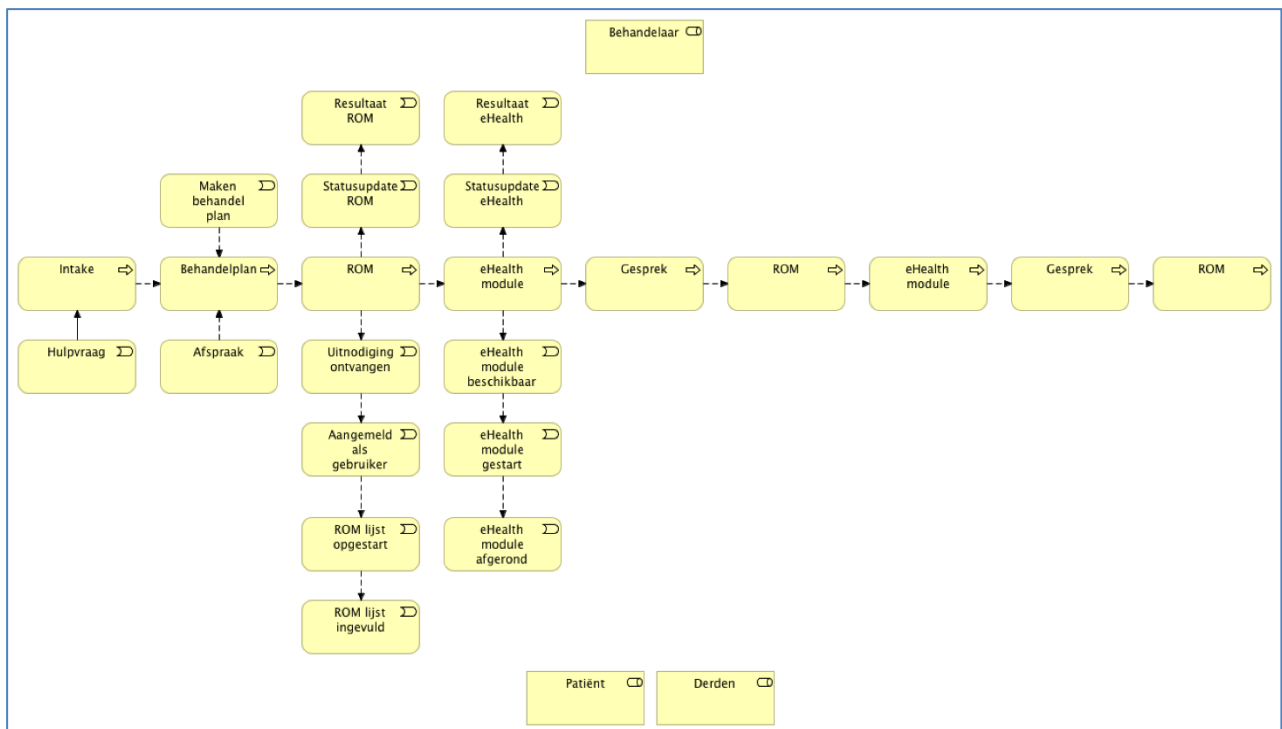 Behandelaar
Resultaat
ROM
Resultaat
eHealth
Maken
behandel
plan
Statusupdate
ROM
Statusupdate
eHealth
Intake
Behandelplan
ROM
eHealth
module
Gesprek
ROM
eHealth
module
Gesprek
ROM
Hulpvraag
Afspraak
Uitnodiging
ontvangen
eHealth
module
beschikbaar
Aangemeld
als
gebruiker
eHealth
module
gestart
ROM lijst
opgestart
eHealth
module
afgerond
ROM lijst
ingevuld
Patiënt
Derden